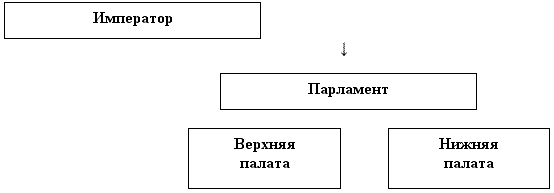 Император
↓
Парламент
Верхняя
палата
Нижняя
палата